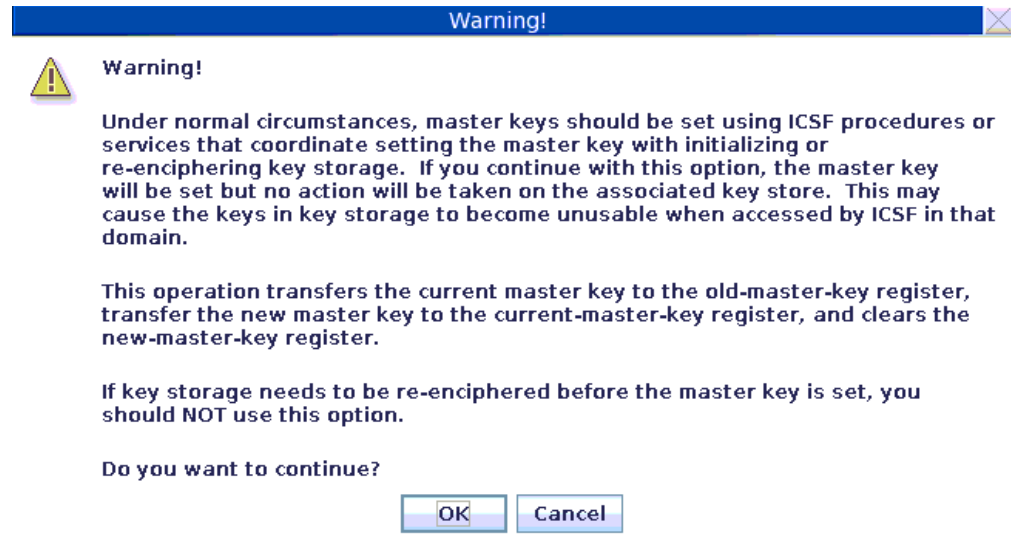 Warning!
Warning!
Under normal circumstances, master keys should be set using ICSF procedures or
services that coordinate setting the master key with initializing or
re-enciphering key storage.  If you continue with this option, the master key
will be set but no action will be taken on the associated key store.  This may
cause the keys in key storage to become unusable when accessed by ICSF in that
domain.
This operation transfers the current master key to the old-master-key register,
transfer the new master key to the current-master-key register, and clears the
new-master-key register.
If key storage needs to be re-enciphered before the master key is set, you
should NOT use this option.
Do you want to continue?
OK Cancel